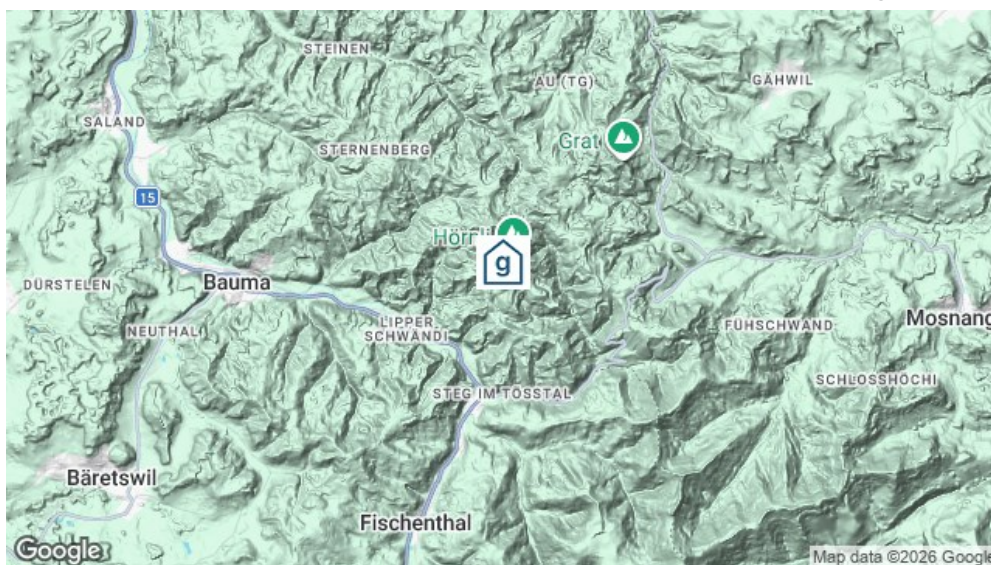 STEINEN
AU (TG)
GÄHWIL
SALAND
Grat
STERNENBERG
15
Hörnli
g
DÜRSTELEN
Bauma
NEUTHAL
LIPPER
SCHWÄNDI
FÜHSCHWAND
Mosnang
SCHLOSSHÖCHI
STEG IM TÖSSTAL
Bäretswil
Fischenthal
Google
Map data ©2026 Google